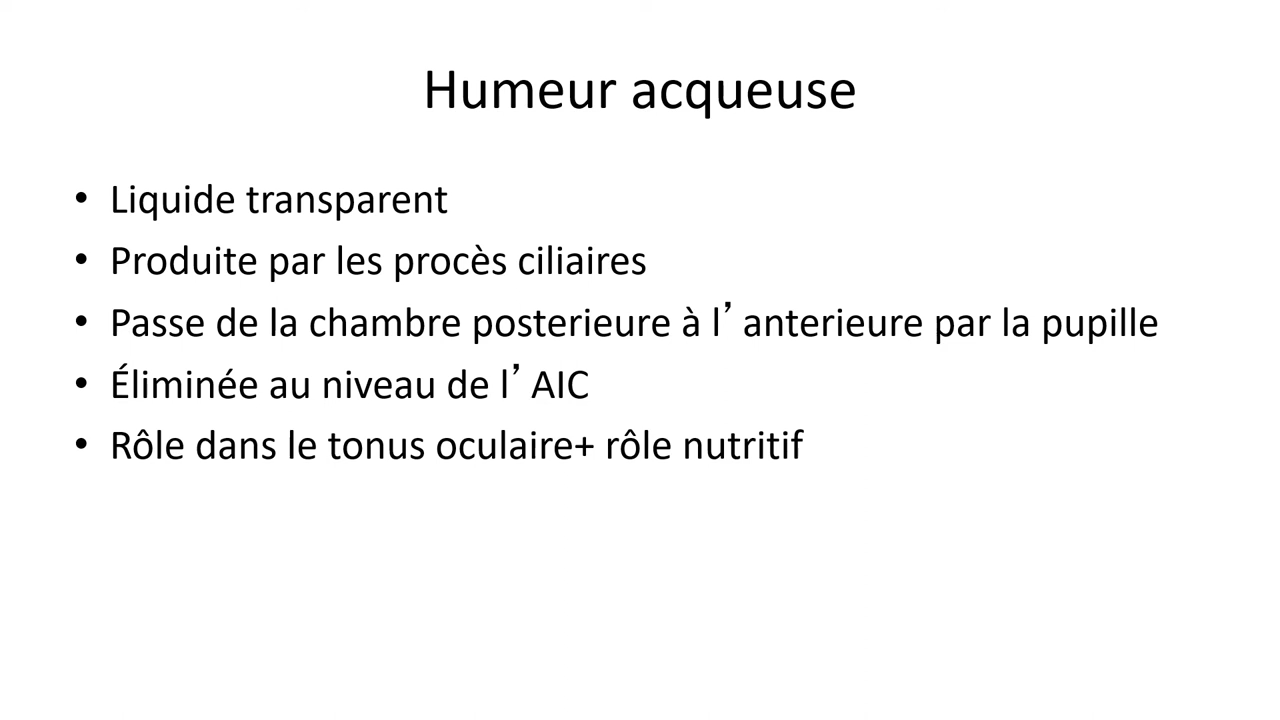 Humeur acqueuse
• Liquide transparent
• Produite par les procès ciliaires
• Passe de la chambre posterieure à l’anterieure par la pupille
• Éliminée au niveau de l’AIC
• Rôle dans le tonus oculaire+ rôle nutritif